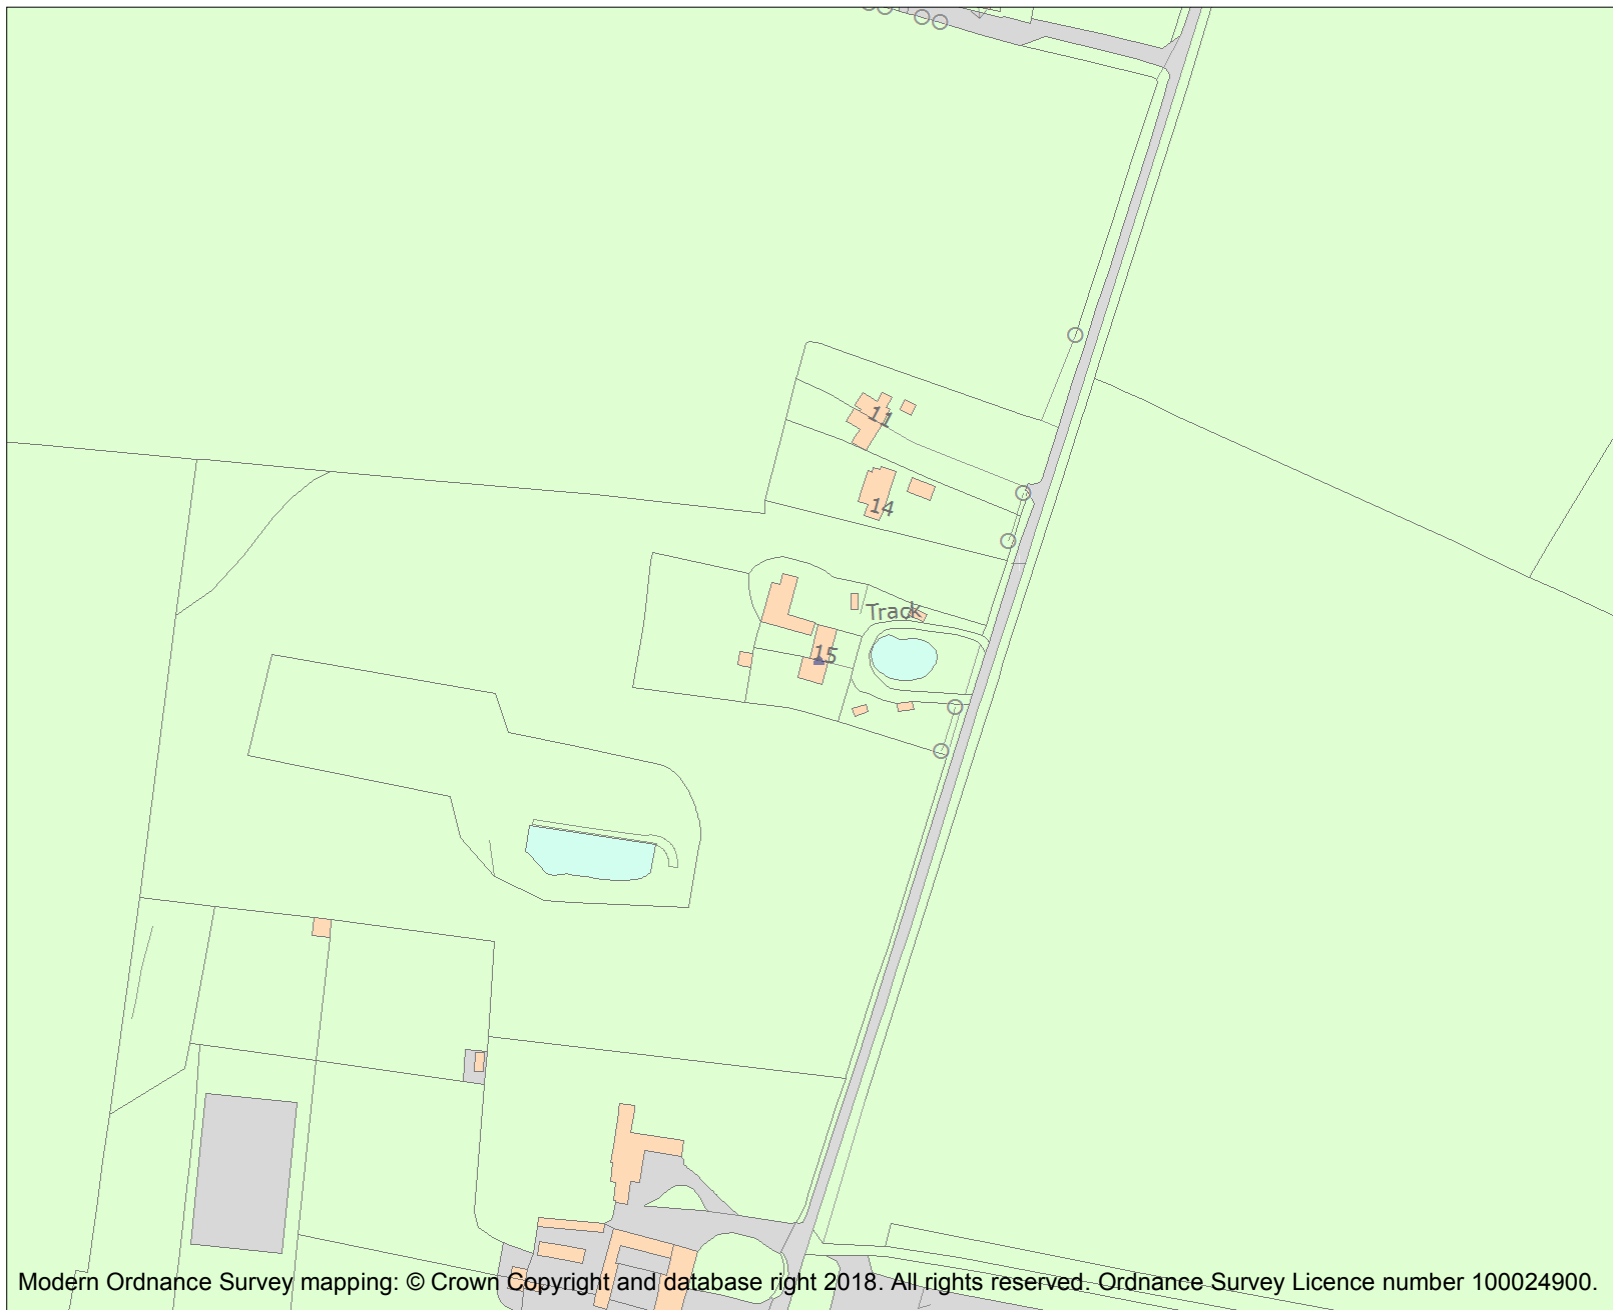 11
14
Track
15
Modern Ordnance Survey mapping: © Crown Copyright and database right 2018. All rights reserved. Ordnance Survey Licence number 100024900.